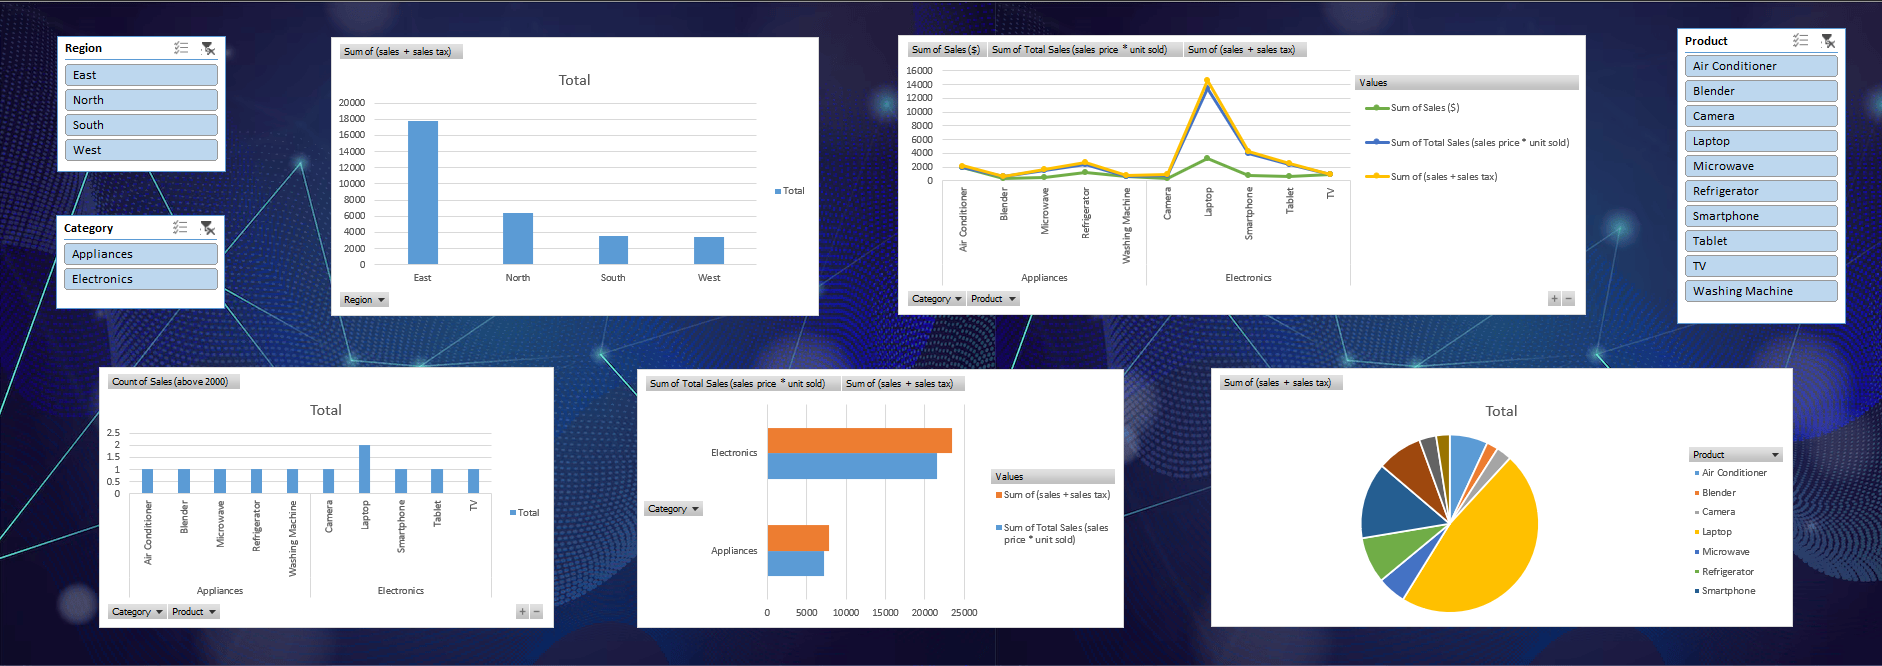 Region
East
North
South
West
Category
Appliances
Electronics
Sum of (sales + sales tax)
Total
20000
18000
16000
14000
12000
10000
8000
6000
4000
2000
0
East
North
South
West
Total
Region
Sum of Sales ($)
Sum of Total Sales (sales price * unit sold)
Sum of (sales + sales tax)
16000
14000
12000
10000
8000
6000
4000
2000
0
Air Conditioner
Blender
Microwave
Refrigerator
Washing Machine
Camera
Laptop
Smartphone
Tablet
TV
Appliances
Electronics
Values
Sum of Sales ($)
Sum of Total Sales (sales price * unit sold)
Sum of (sales + sales tax)
Category
Product
+
−
Product
Air Conditioner
Blender
Camera
Laptop
Microwave
Refrigerator
Smartphone
Tablet
TV
Washing Machine
Count of Sales (above 2000)
Total
2.5
2
1.5
1
0.5
0
Air Conditioner
Blender
Microwave
Refrigerator
Washing Machine
Camera
Laptop
Smartphone
Tablet
TV
Appliances
Electronics
Total
Category
Product
+
−
Sum of Total Sales (sales price * unit sold)
Sum of (sales + sales tax)
Electronics
Appliances
0
5000
10000
15000
20000
25000
Category
Values
Sum of (sales + sales tax)
Sum of Total Sales (sales
price * unit sold)
Sum of (sales + sales tax)
Total
Product
Air Conditioner
Blender
Camera
Laptop
Microwave
Refrigerator
Smartphone